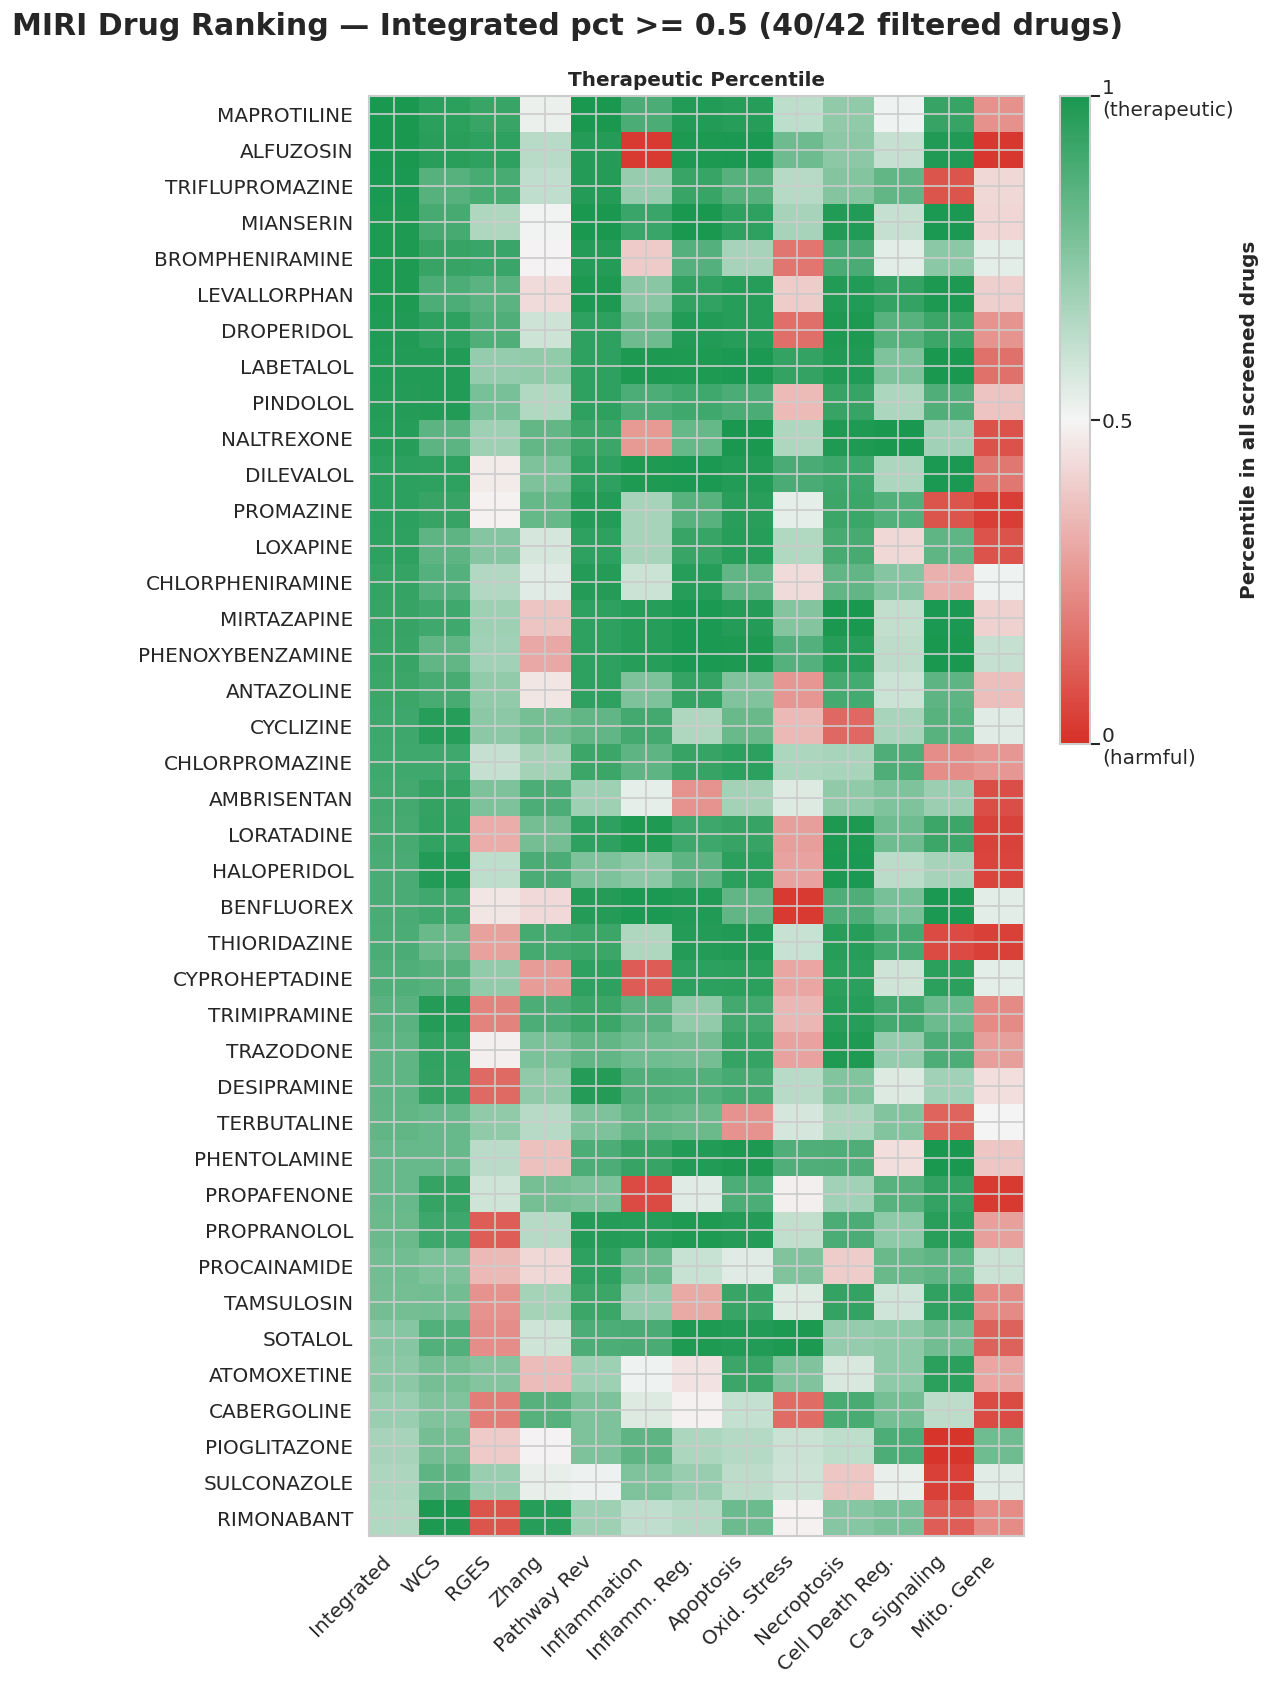 MIRI Drug Ranking — Integrated pct >= 0.5 (40/42 filtered drugs)
Therapeutic Percentile
MAPROTILINE
ALFUZOSIN
TRIFLUPROMAZINE
MIANSERIN
BROMPHENIRAMINE
LEVALLORPHAN
DROPERIDOL
LABETALOL
PINDOLOL
NALTREXONE
DILEVALOL
PROMAZINE
LOXAPINE
CHLORPHENIRAMINE
MIRTAZAPINE
PHENOXYBENZAMINE
ANTAZOLINE
CYCLIZINE
CHLORPROMAZINE
AMBRISENTAN
LORATADINE
HALOPERIDOL
BENFLUOREX
THIORIDAZINE
CYPROHEPTADINE
TRIMIPRAMINE
TRAZODONE
DESIPRAMINE
TERBUTALINE
PHENTOLAMINE
PROPAFENONE
PROPRANOLOL
PROCAINAMIDE
TAMSULOSIN
SOTALOL
ATOMOXETINE
CABERGOLINE
PIOGLITAZONE
SULCONAZOLE
RIMONABANT
Integrated
WCS
RGES
Zhang
Pathway Rev
Inflammation
Inflamm. Reg.
Apoptosis
Oxid. Stress
Necroptosis
Cell Death Reg.
Ca Signaling
Mito. Gene
1
(therapeutic)
0.5
0
(harmful)
Percentile in all screened drugs